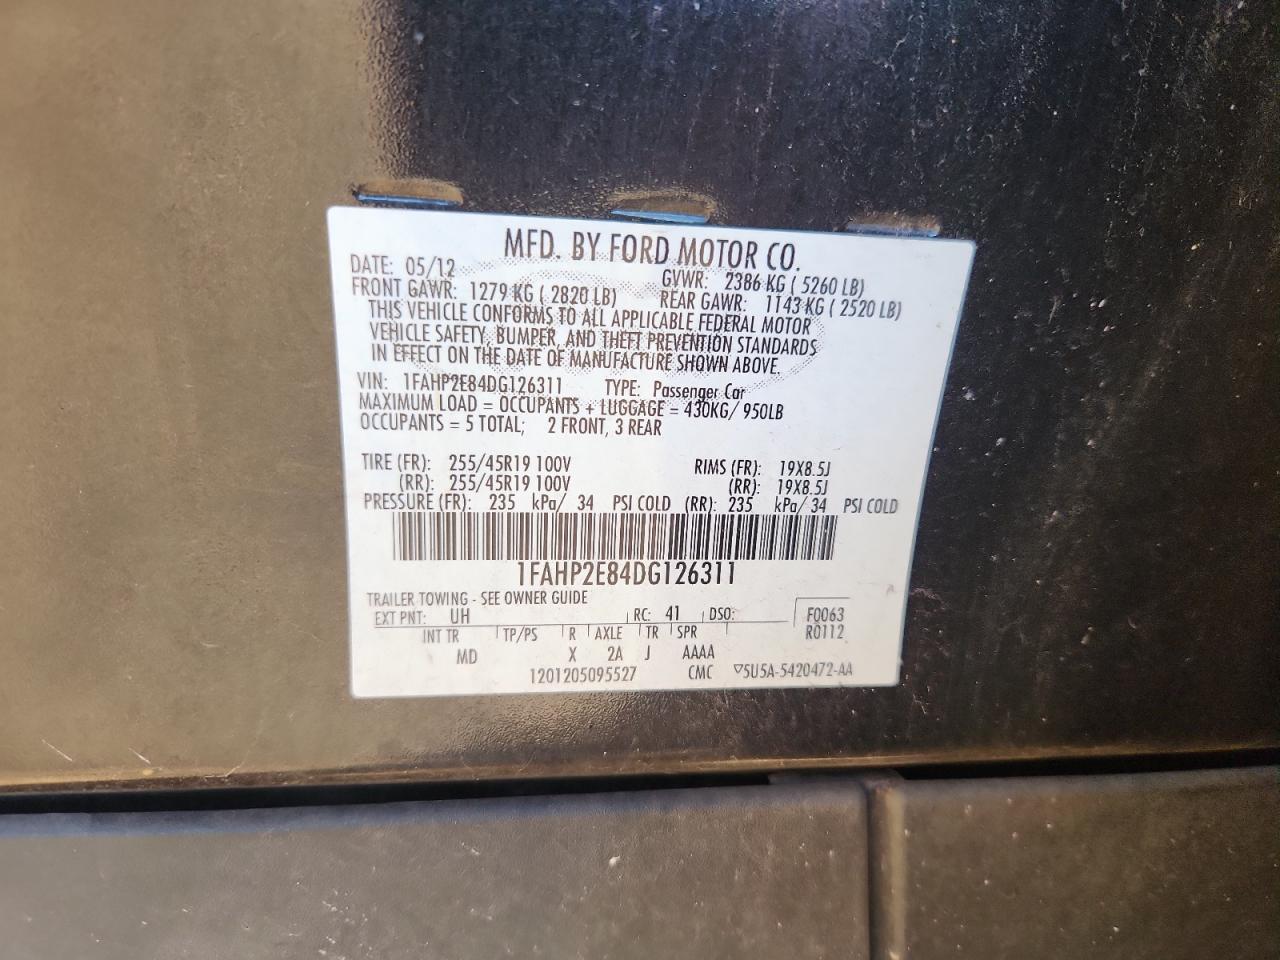 MFD. BY FORD MOTOR CO.
DATE: 05/12 GVWR: 2386 KG ( 5260 LB)
FRONT GAWR: 1279 KG ( 2820 LB) REAR GAWR: 1143 KG ( 2520 LB)
THIS VEHICLE CONFORMS TO ALL APPLICABLE FEDERAL MOTOR
VEHICLE SAFETY, BUMPER, AND THEFT PREVENTION STANDARDS
IN EFFECT ON THE DATE OF MANUFACTURE SHOWN ABOVE.
VIN: 1FAHP2E84DG126311 TYPE: Passenger Car
MAXIMUM LOAD = OCCUPANTS + LUGGAGE = 430KG/ 950LB
OCCUPANTS = 5 TOTAL; 2 FRONT, 3 REAR
TIRE (FR): 255/45R19 100V RIMS (FR): 19X8.5J
(RR): 255/45R19 100V (RR): 19X8.5J
PRESSURE (FR): 235 kPa/ 34 PSI COLD (RR): 235 kPa/ 34 PSI COLD
1FAHP2E84DG126311
TRAILER TOWING - SEE OWNER GUIDE
EXT PNT: UH RC: 41 DSO: F0063
INT TR TP/PS R AXLE TR SPR R0112
MD X 2A J AAAA
1201205095527 CMC ▽5U5A-5420472-AA